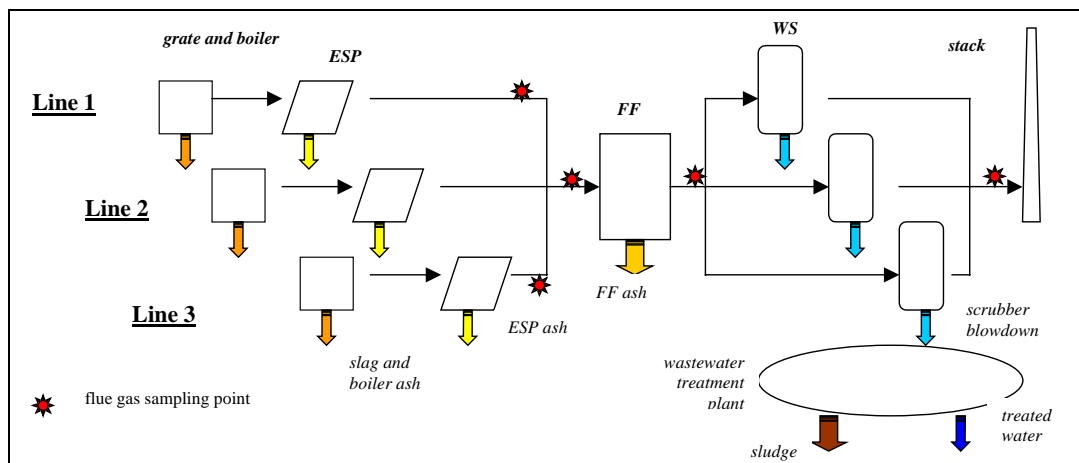 grate and boiler
ESP
WS
stack
Line 1
FF
Line 2
Line 3
FF ash
ESP ash
scrubber
blowdown
slag and
boiler ash
wastewater
treatment
plant
flue gas sampling point
treated
water
sludge